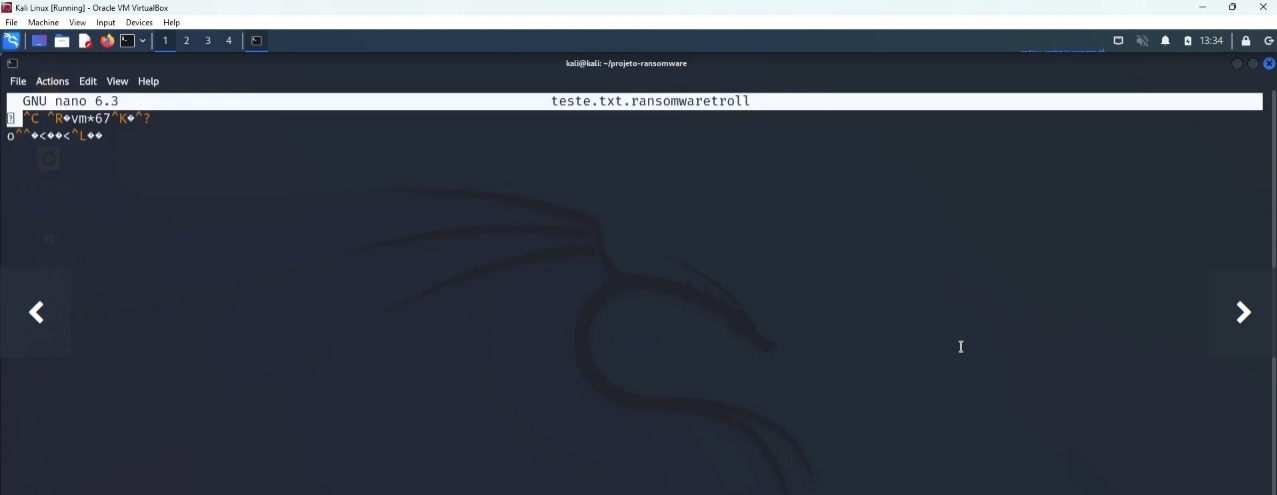 Kali Linux [Running] - Oracle VM VirtualBox
File Machine View Input Devices Help
1 2 3 4 13:34
kali@kali: ~/projeto-ransomware
File Actions Edit View Help
GNU nano 6.3 teste.txt.ransomwaretroll
^C ^R�vm*67^K�^?
o^^�<��<^L��